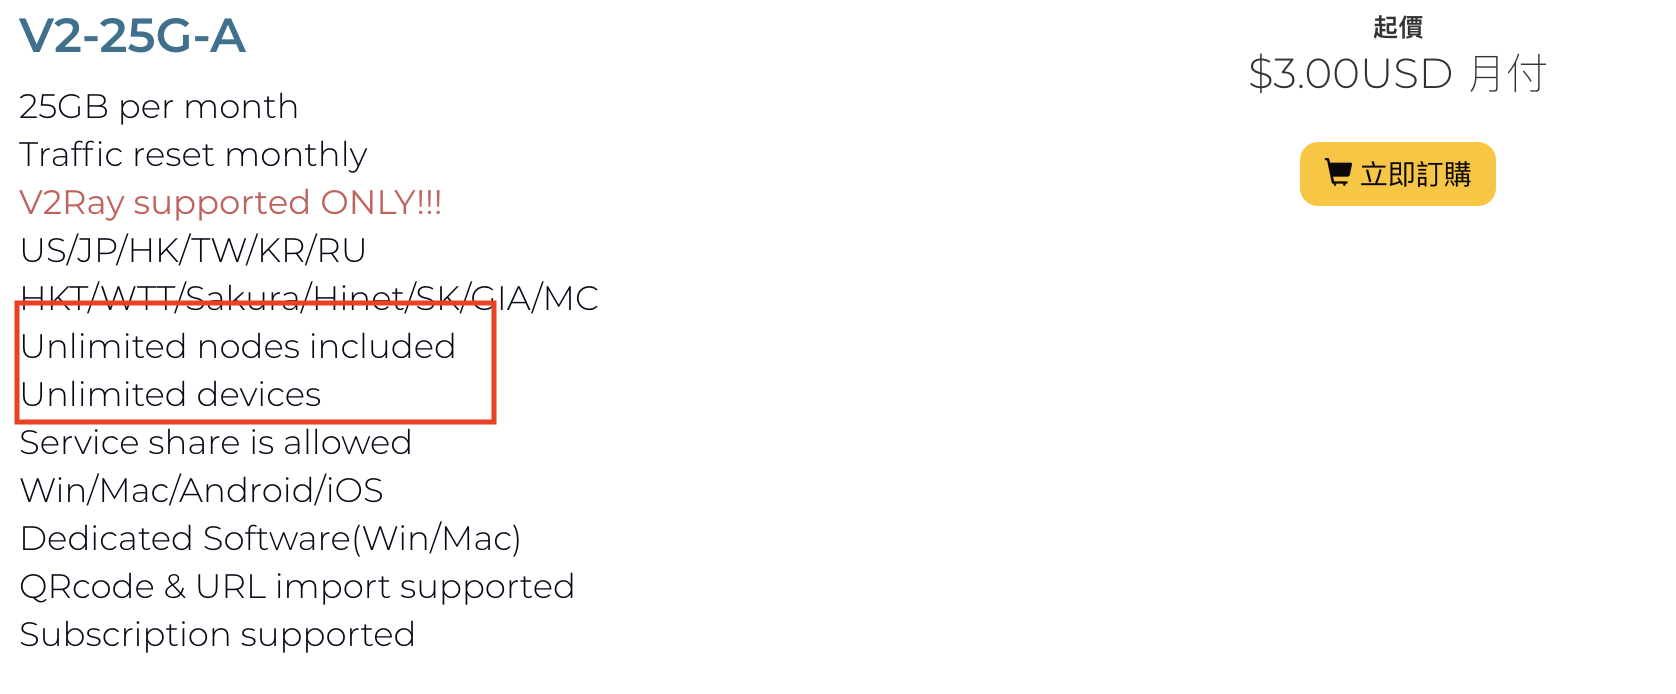 V2-25G-A
25GB per month
Traffic reset monthly
V2Ray supported ONLY!!!
US/JP/HK/TW/KR/RU
HKT/WTT/Sakura/Hinet/SK/GIA/MC
Unlimited nodes included
Unlimited devices
Service share is allowed
Win/Mac/Android/iOS
Dedicated Software(Win/Mac)
QRcode & URL import supported
Subscription supported
起價
$3.00USD 月付
立即訂購